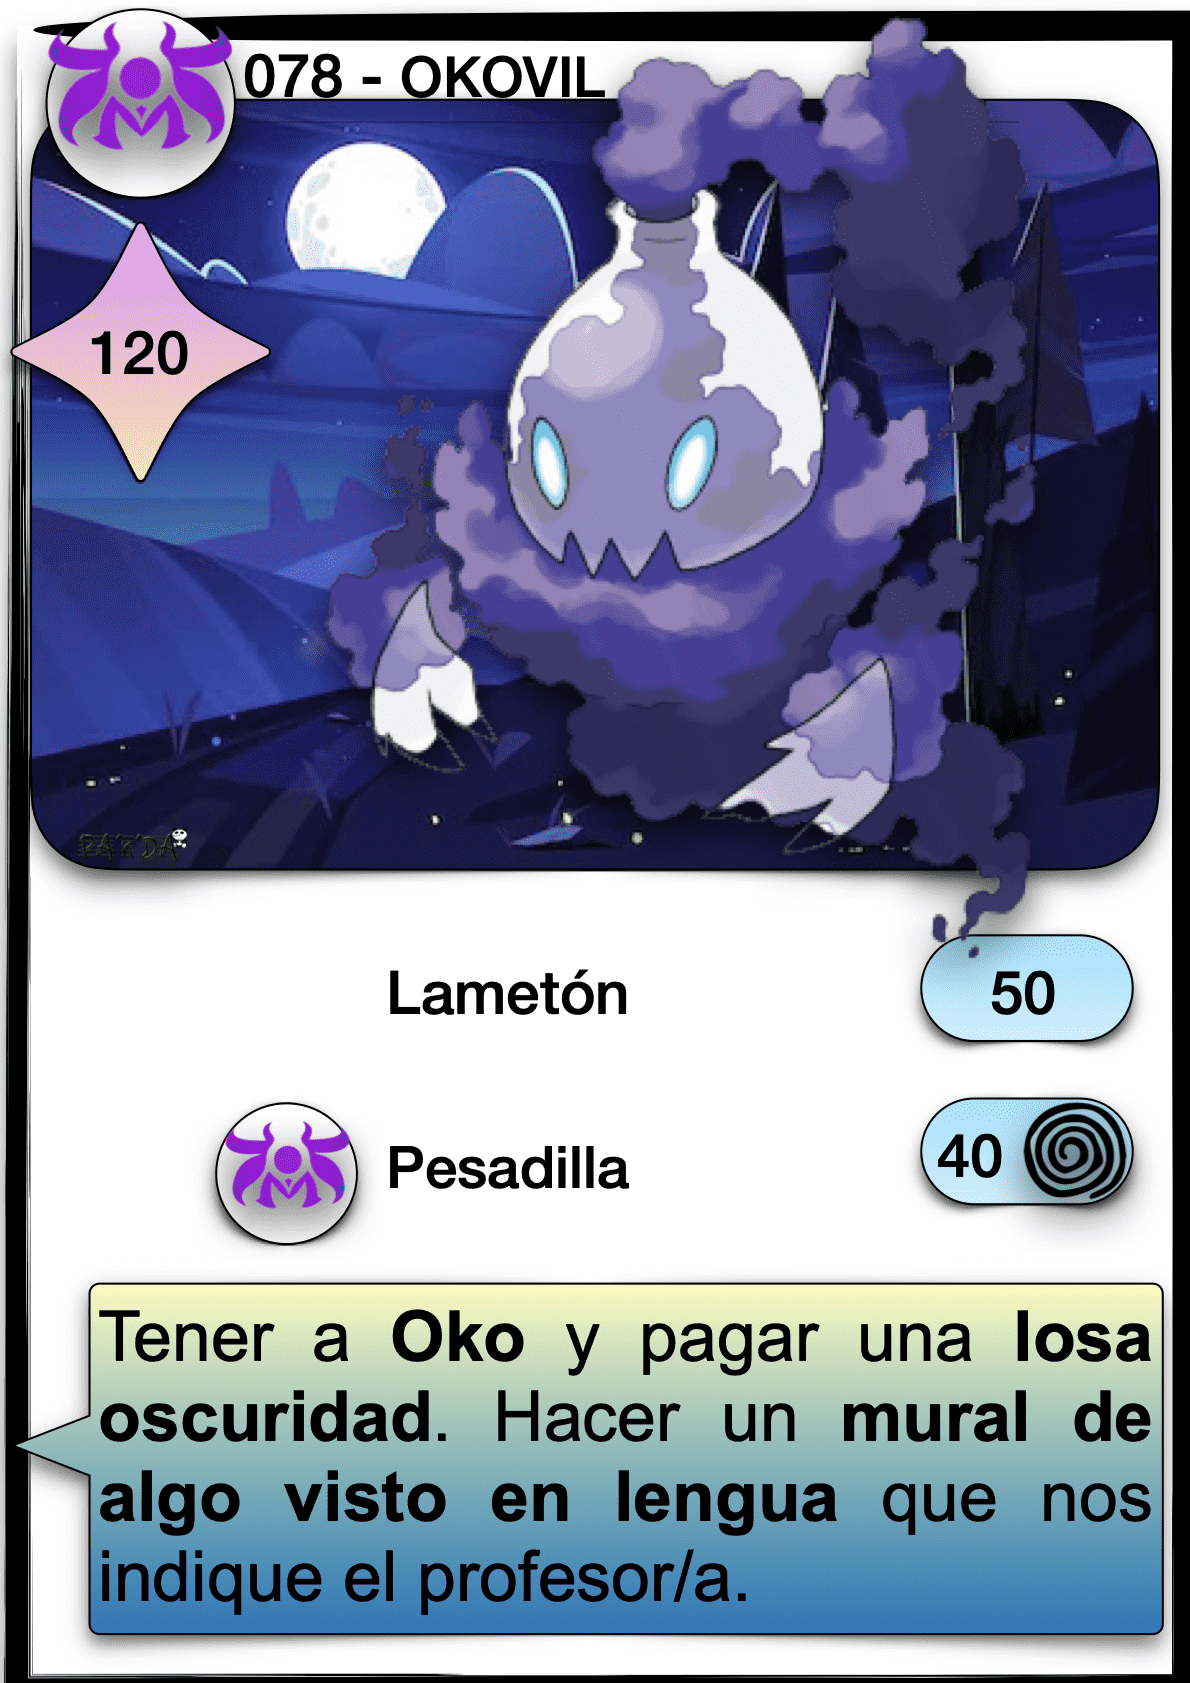 078 - OKOVIL
120
Lametón
50
Pesadilla
40
Tener a Oko y pagar una losa
oscuridad. Hacer un mural de
algo visto en lengua que nos
indique el profesor/a.